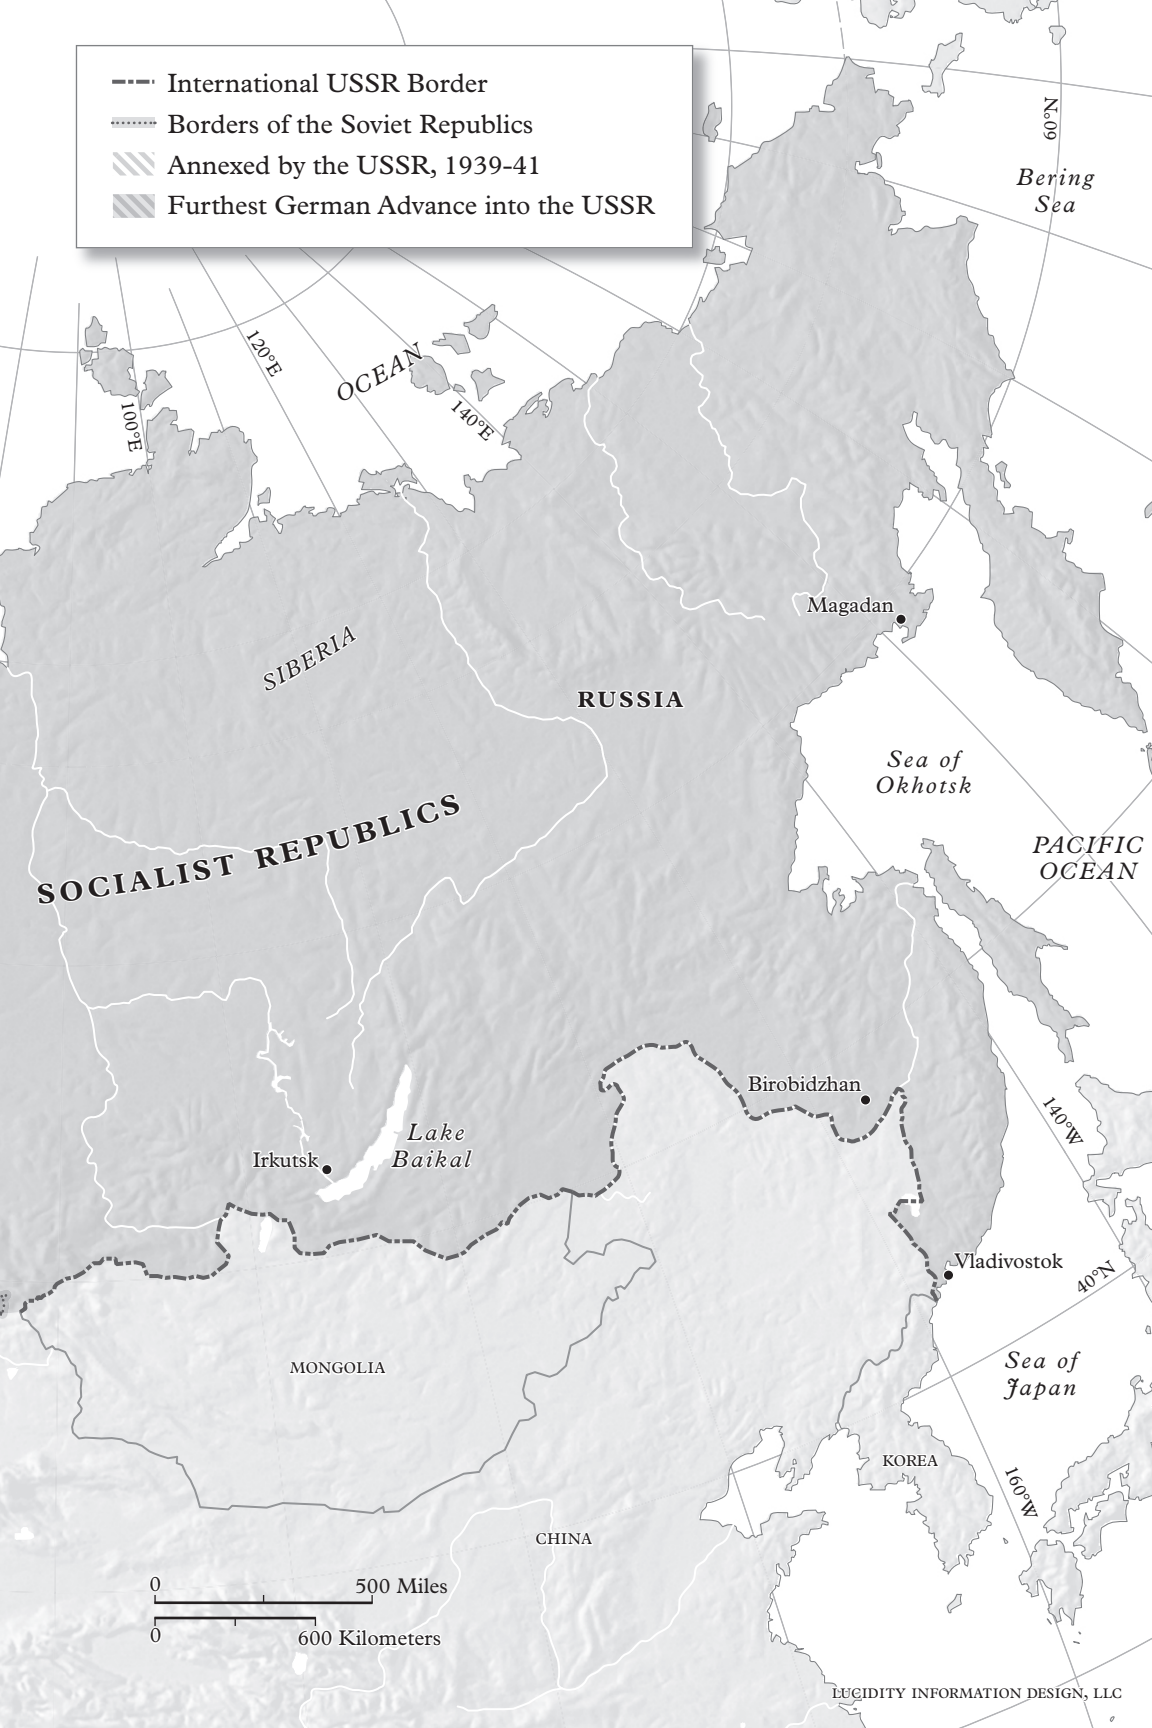 International USSR Border
Borders of the Soviet Republics
Annexed by the USSR, 1939-41
Furthest German Advance into the USSR
60°N
Bering
Sea
120°E
OCEAN
100°E
140°E
Magadan
SIBERIA
RUSSIA
Sea of
Okhotsk
SOCIALIST REPUBLICS
PACIFIC
OCEAN
Birobidzhan
140°W
Lake
Baikal
Irkutsk
Vladivostok
40°N
MONGOLIA
Sea of
Japan
KOREA
160°W
CHINA
0 500 Miles
0 600 Kilometers
LUCIDITY INFORMATION DESIGN, LLC